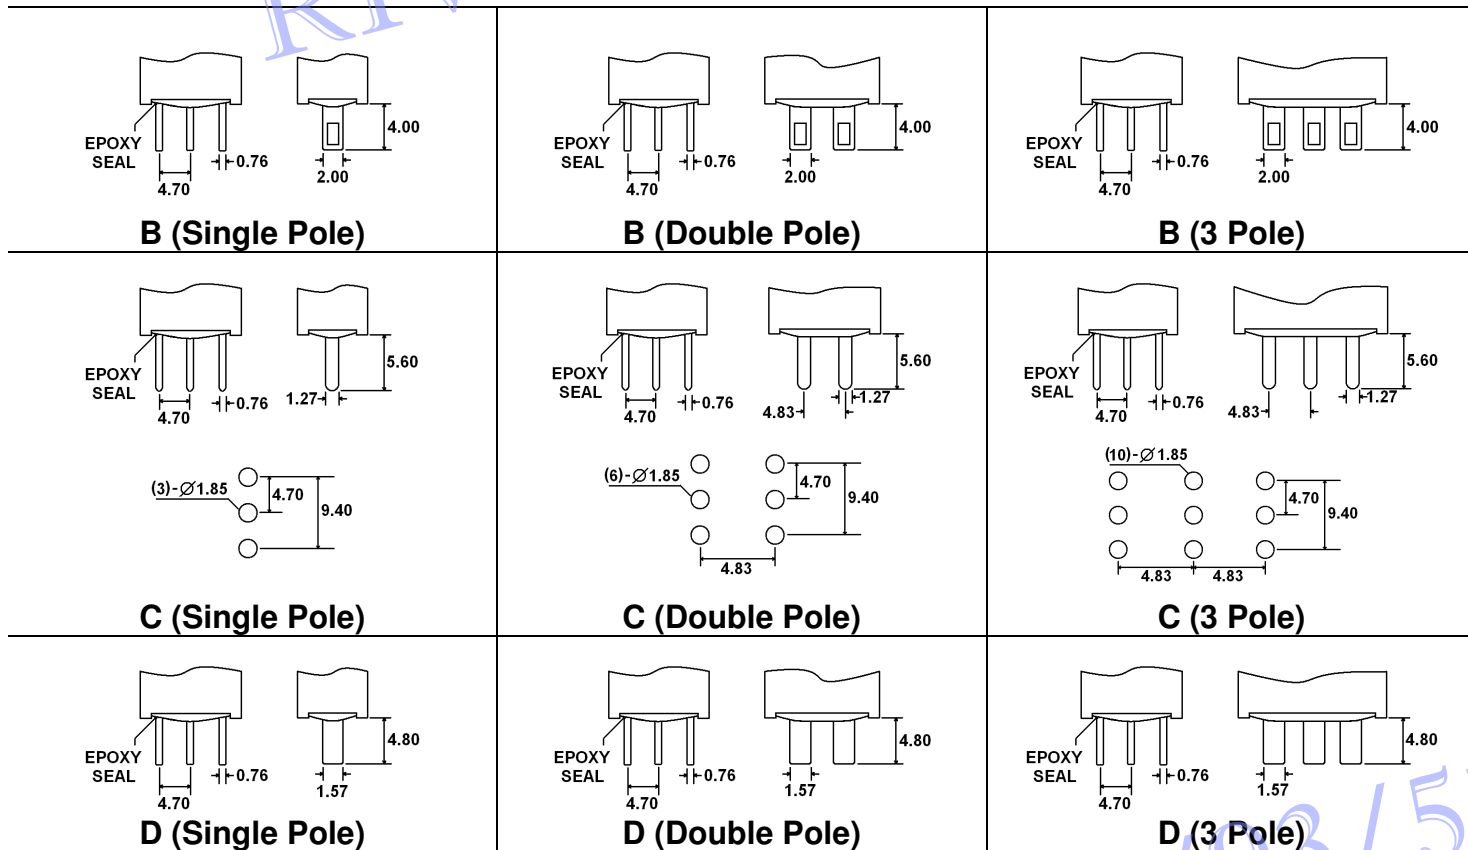 EPOXY
SEAL
4.70
0.76
2.00
4.00
B (Single Pole)
EPOXY
SEAL
4.70
0.76
2.00
4.00
B (Double Pole)
EPOXY
SEAL
4.70
0.76
2.00
4.00
B (3 Pole)
EPOXY
SEAL
4.70
0.76
1.27
5.60
(3)-Ø1.85
4.70
9.40
C (Single Pole)
EPOXY
SEAL
4.70
0.76
4.83
1.27
5.60
(6)-Ø1.85
4.70
9.40
4.83
C (Double Pole)
EPOXY
SEAL
4.70
0.76
4.83
1.27
5.60
(10)-Ø1.85
4.70
9.40
4.83
4.83
C (3 Pole)
EPOXY
SEAL
4.70
0.76
1.57
4.80
D (Single Pole)
EPOXY
SEAL
4.70
0.76
1.57
4.80
D (Double Pole)
EPOXY
SEAL
4.70
0.76
1.57
4.80
D (3 Pole)